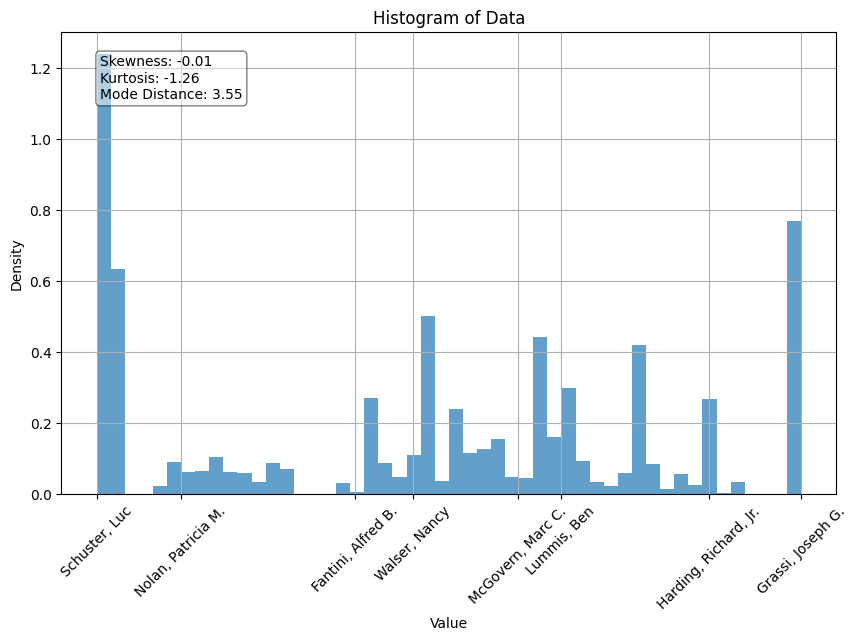 Histogram of Data
Skewness: -0.01
Kurtosis: -1.26
Mode Distance: 3.55
1.2
1.0
0.8
0.6
0.4
0.2
0.0
Density
Schuster, Luc
Nolan, Patricia M.
Fantini, Alfred B.
Walser, Nancy
McGovern, Marc C.
Lummis, Ben
Harding, Richard, Jr.
Grassi, Joseph G.
Value